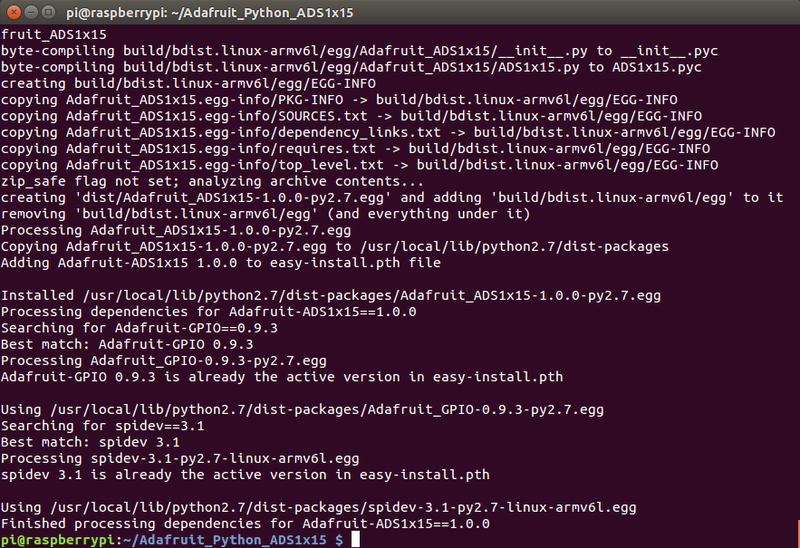 pi@raspberrypi: ~/Adafruit_Python_ADS1x15
fruit_ADS1x15
byte-compiling build/bdist.linux-armv6l/egg/Adafruit_ADS1x15/__init__.py to __init__.pyc
byte-compiling build/bdist.linux-armv6l/egg/Adafruit_ADS1x15/ADS1x15.py to ADS1x15.pyc
creating build/bdist.linux-armv6l/egg/EGG-INFO
copying Adafruit_ADS1x15.egg-info/PKG-INFO -> build/bdist.linux-armv6l/egg/EGG-INFO
copying Adafruit_ADS1x15.egg-info/SOURCES.txt -> build/bdist.linux-armv6l/egg/EGG-INFO
copying Adafruit_ADS1x15.egg-info/dependency_links.txt -> build/bdist.linux-armv6l/egg/EGG-INFO
copying Adafruit_ADS1x15.egg-info/requires.txt -> build/bdist.linux-armv6l/egg/EGG-INFO
copying Adafruit_ADS1x15.egg-info/top_level.txt -> build/bdist.linux-armv6l/egg/EGG-INFO
zip_safe flag not set; analyzing archive contents...
creating 'dist/Adafruit_ADS1x15-1.0.0-py2.7.egg' and adding 'build/bdist.linux-armv6l/egg' to it
removing 'build/bdist.linux-armv6l/egg' (and everything under it)
Processing Adafruit_ADS1x15-1.0.0-py2.7.egg
Copying Adafruit_ADS1x15-1.0.0-py2.7.egg to /usr/local/lib/python2.7/dist-packages
Adding Adafruit-ADS1x15 1.0.0 to easy-install.pth file
Installed /usr/local/lib/python2.7/dist-packages/Adafruit_ADS1x15-1.0.0-py2.7.egg
Processing dependencies for Adafruit-ADS1x15==1.0.0
Searching for Adafruit-GPIO==0.9.3
Best match: Adafruit-GPIO 0.9.3
Processing Adafruit_GPIO-0.9.3-py2.7.egg
Adafruit-GPIO 0.9.3 is already the active version in easy-install.pth
Using /usr/local/lib/python2.7/dist-packages/Adafruit_GPIO-0.9.3-py2.7.egg
Searching for spidev==3.1
Best match: spidev 3.1
Processing spidev-3.1-py2.7-linux-armv6l.egg
spidev 3.1 is already the active version in easy-install.pth
Using /usr/local/lib/python2.7/dist-packages/spidev-3.1-py2.7-linux-armv6l.egg
Finished processing dependencies for Adafruit-ADS1x15==1.0.0
pi@raspberrypi:~/Adafruit_Python_ADS1x15 $